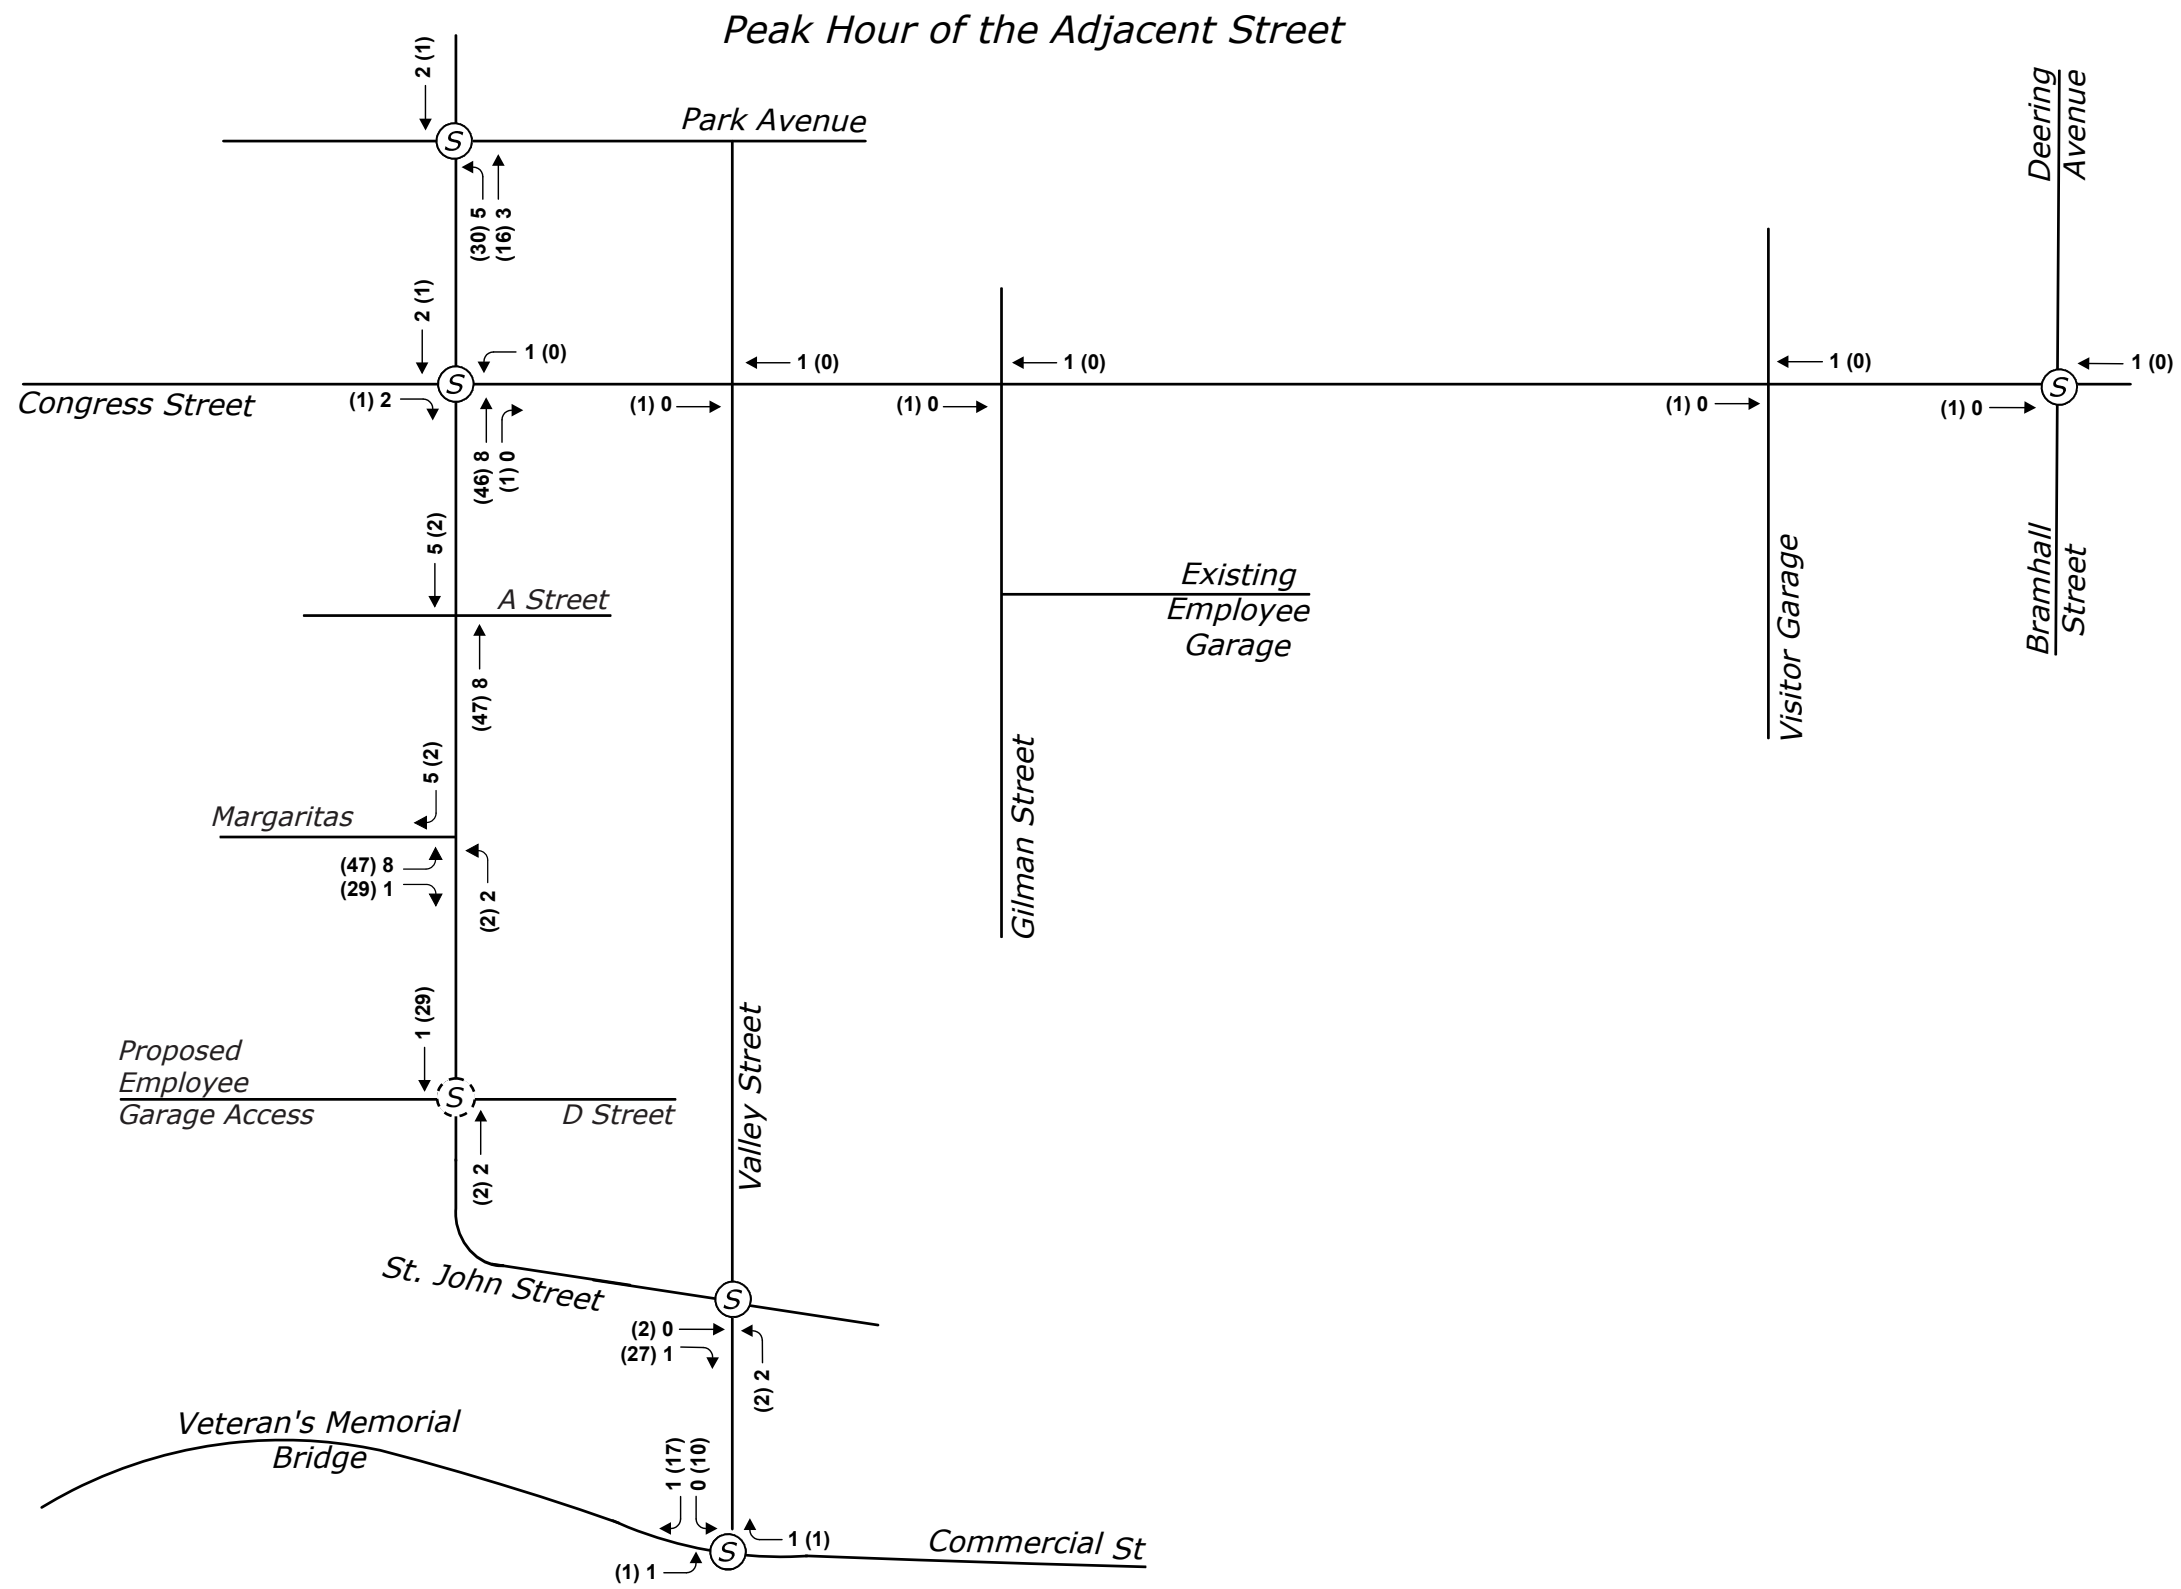 Peak Hour of the Adjacent Street
2 (1)
Park Avenue
S
(30) 5
(16) 3
Deering
Avenue
2 (1)
1 (0)
1 (0)
1 (0)
1 (0)
1 (0)
S
S
Congress Street
(1) 2
(1) 0
(1) 0
(1) 0
(1) 0
(46) 8
(1) 0
5 (2)
A Street
(47) 8
Existing
Employee
Garage
Visitor Garage
Bramhall
Street
5 (2)
Margaritas
(47) 8
(29) 1
(2) 2
Gilman Street
1 (29)
Proposed
Employee
Garage Access
S
D Street
(2) 2
Valley Street
St. John Street
S
(2) 0
(27) 1
(2) 2
Veteran's Memorial
Bridge
1 (17)
0 (10)
S
1 (1)
(1) 1
Commercial St